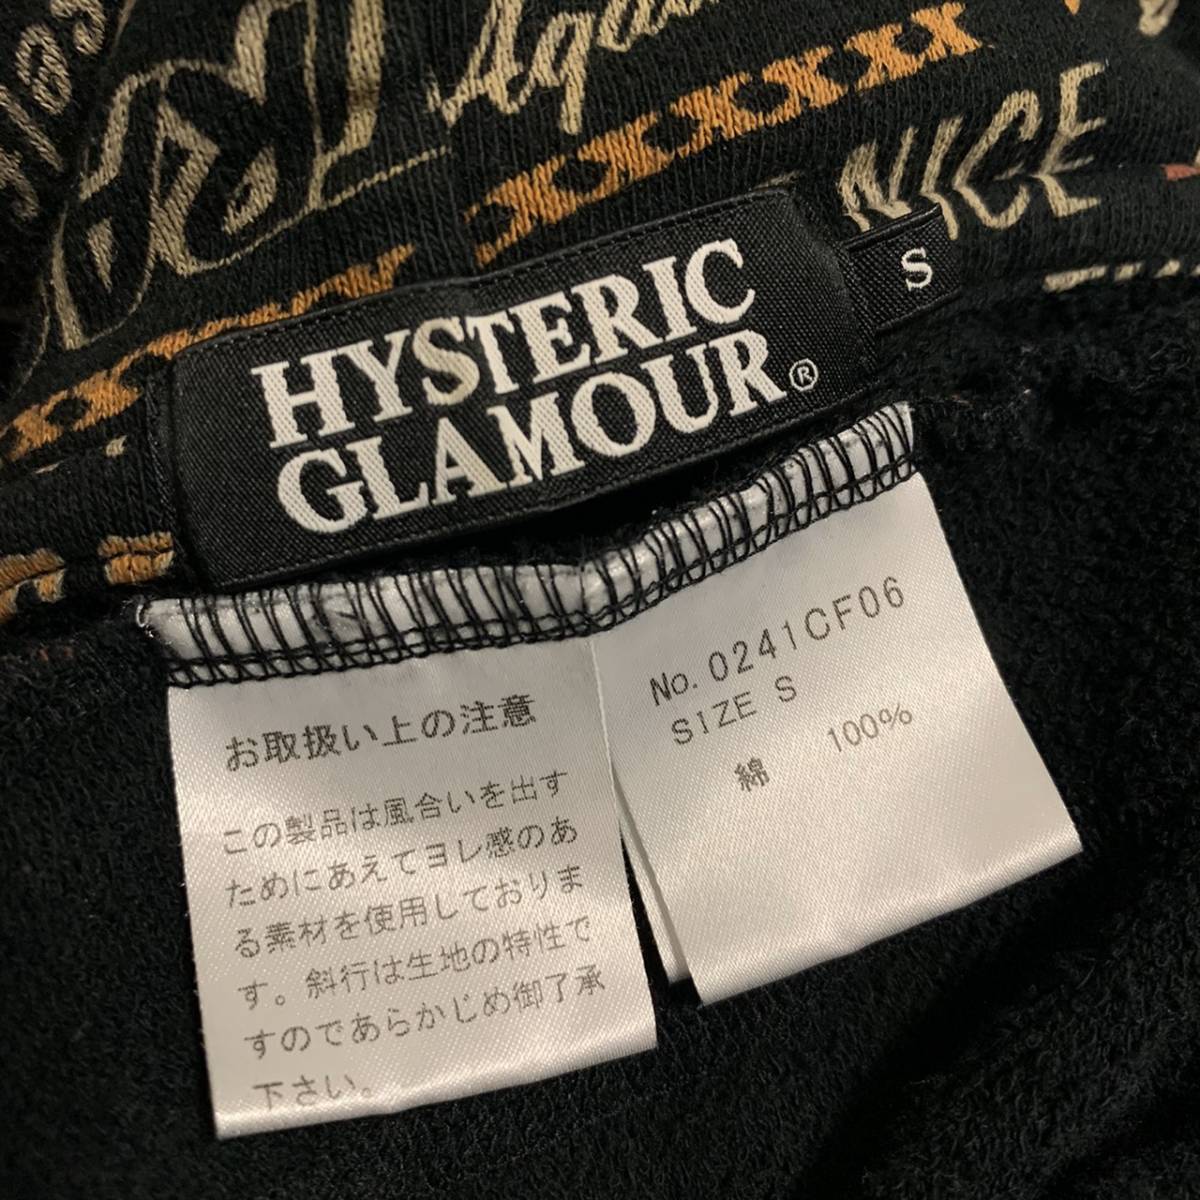 Again
NICE
HYSTERIC
GLAMOUR®
S
お取扱い上の注意
この製品は風合いを出す
ためにあえてヨレ感のあ
る素材を使用しておりま
す。斜行は生地の特性で
すのであらかじめ御了承
下さい。
No. 0241CF06
SIZE S
綿 100%